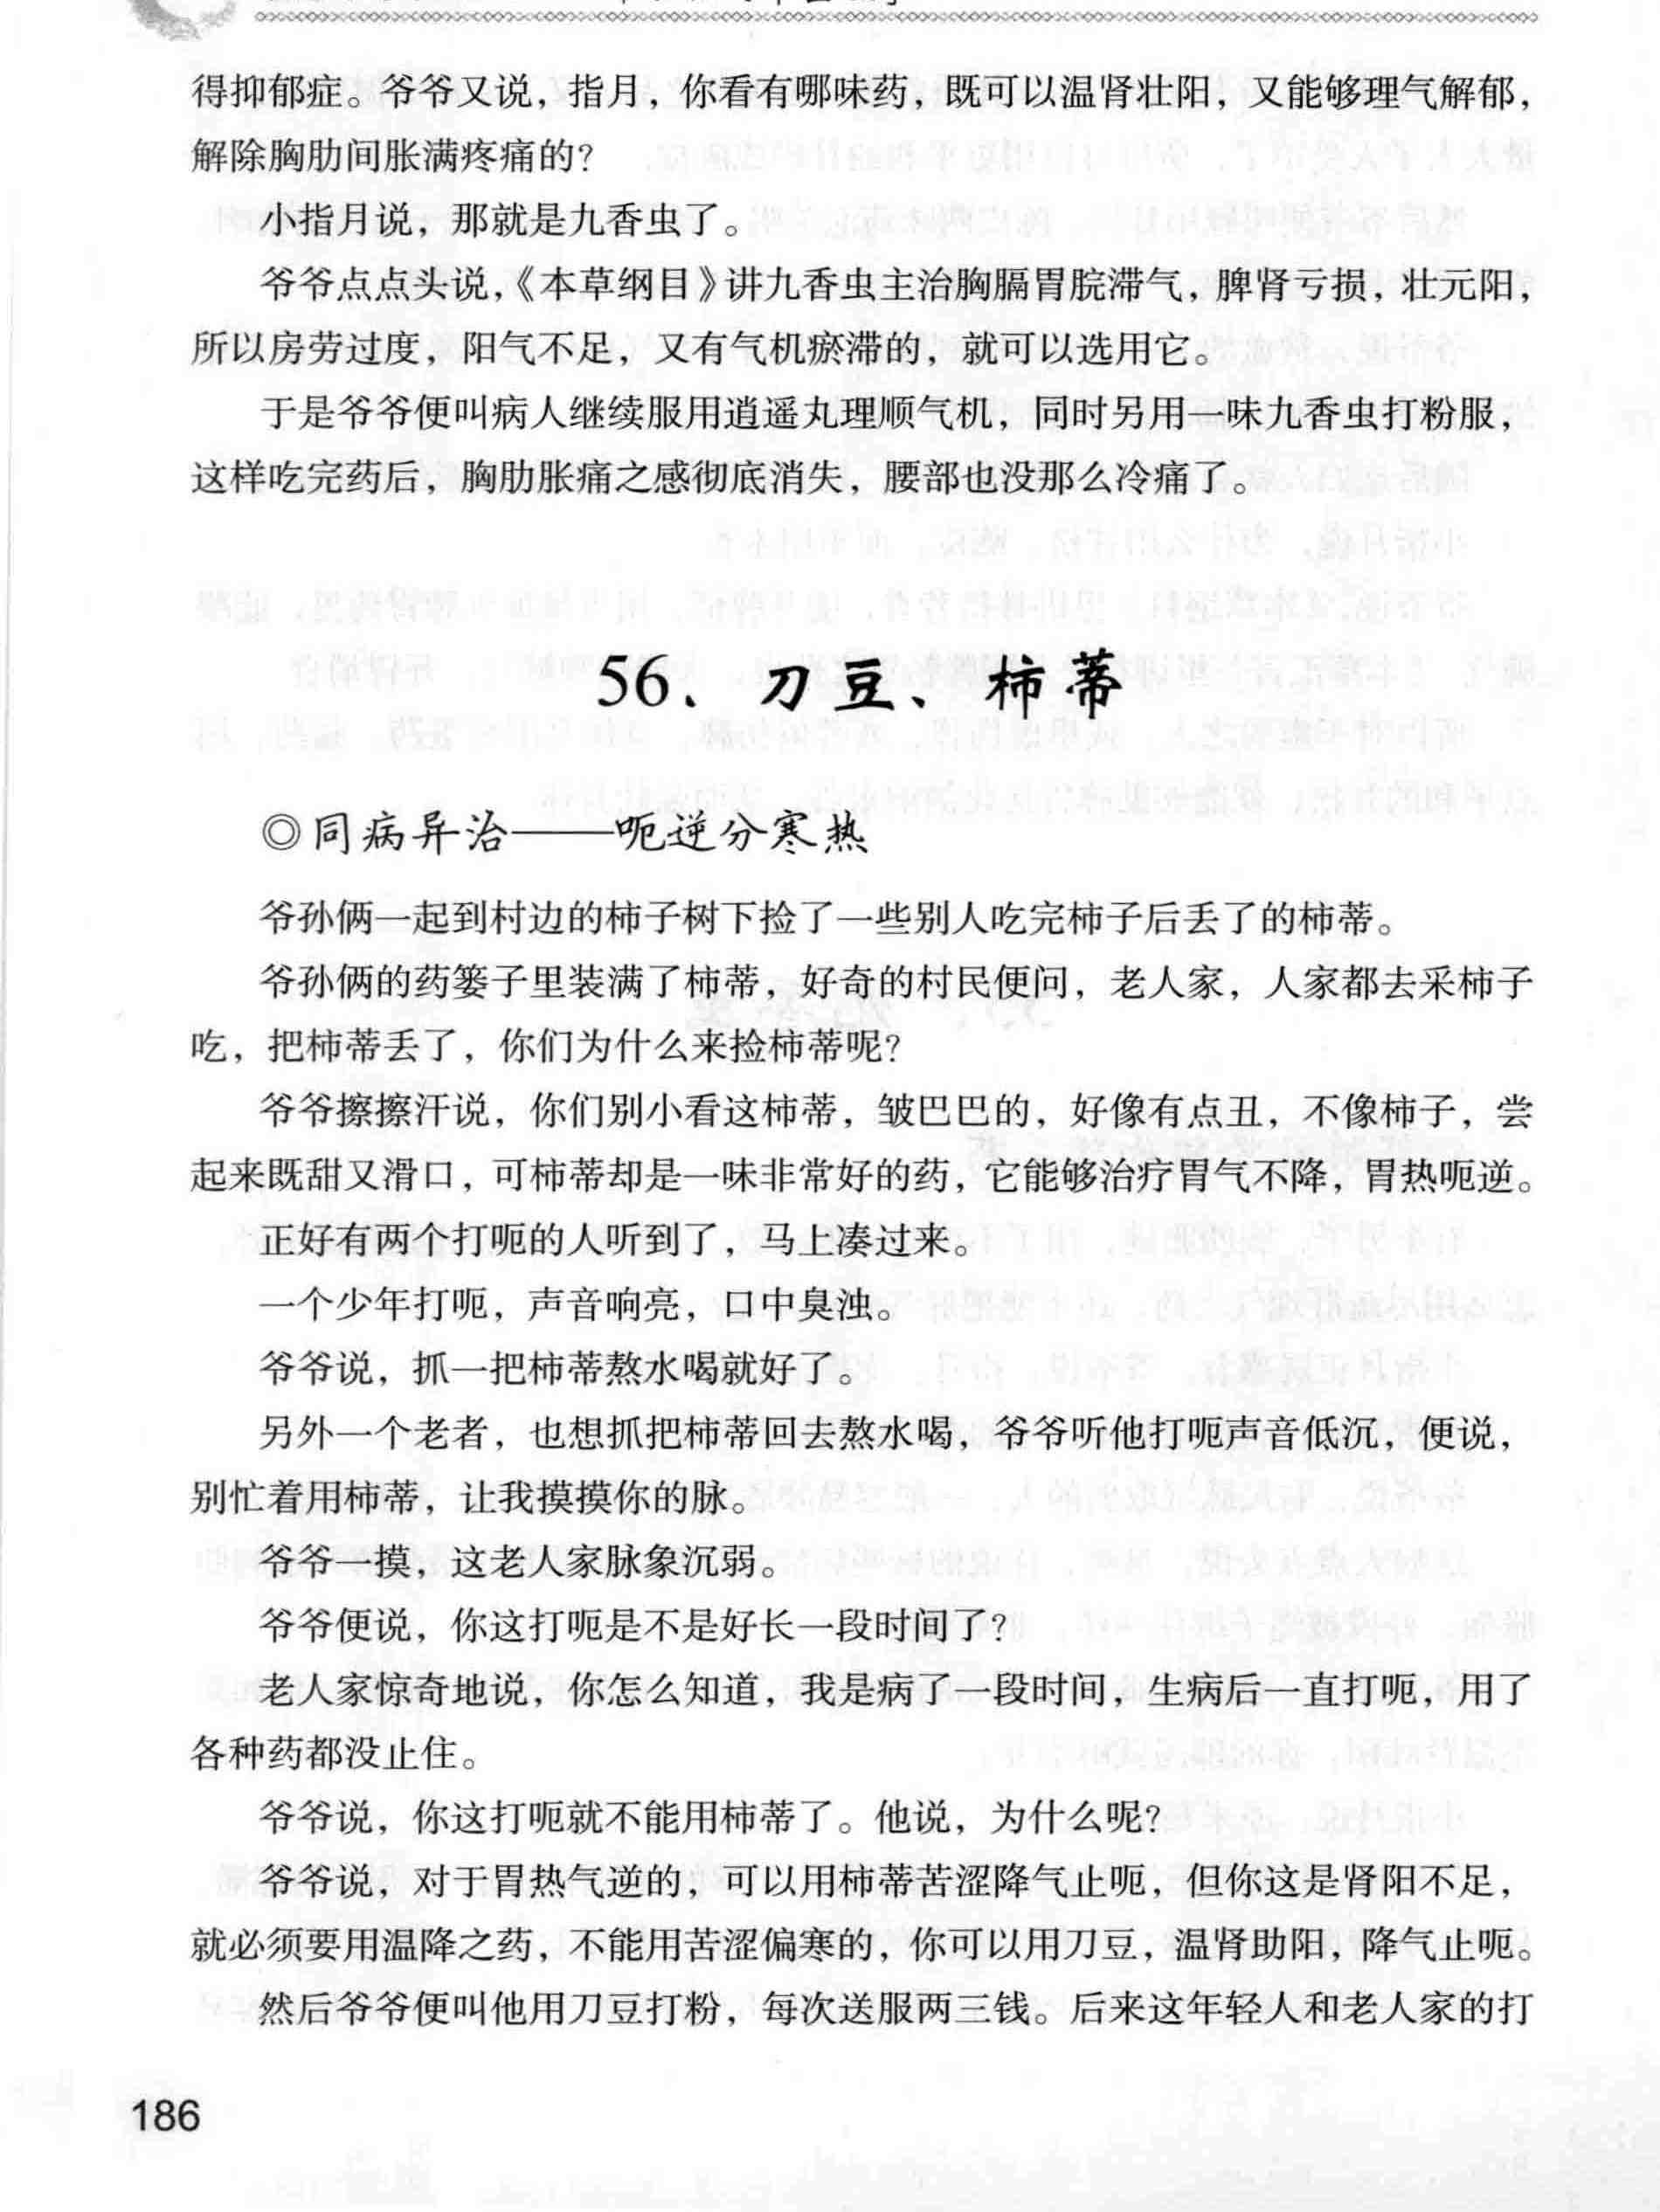 得抑郁症。爷爷又说，指月，你看有哪味药，既可以温肾壮阳，又能够理气解郁，
解除胸肋间胀满疼痛的？
小指月说，那就是九香虫了。
爷爷点点头说，《本草纲目》讲九香虫主治胸膈胃脘滞气，脾肾亏损，壮元阳，
所以房劳过度，阳气不足，又有气机瘀滞的，就可以选用它。
于是爷爷便叫病人继续服用逍遥丸理顺气机，同时另用一味九香虫打粉服，
这样吃完药后，胸肋胀痛之感彻底消失，腰部也没那么冷痛了。
56、刀豆、柿蒂
◎同病异治——呃逆分寒热
爷孙俩一起到村边的柿子树下捡了一些别人吃完柿子后丢了的柿蒂。
爷孙俩的药篓子里装满了柿蒂，好奇的村民便问，老人家，人家都去采柿子
吃，把柿蒂丢了，你们为什么来捡柿蒂呢？
爷爷擦擦汗说，你们别小看这柿蒂，皱巴巴的，好像有点丑，不像柿子，尝
起来既甜又滑口，可柿蒂却是一味非常好的药，它能够治疗胃气不降，胃热呃逆。
正好有两个打呃的人听到了，马上凑过来。
一个少年打呃，声音响亮，口中臭浊。
爷爷说，抓一把柿蒂熬水喝就好了。
另外一个老者，也想抓把柿蒂回去熬水喝，爷爷听他打呃声音低沉，便说，
别忙着用柿蒂，让我摸摸你的脉。
爷爷一摸，这老人家脉象沉弱。
爷爷便说，你这打呃是不是好长一段时间了？
老人家惊奇地说，你怎么知道，我是病了一段时间，生病后一直打呃，用了
各种药都没止住。
爷爷说，你这打呃就不能用柿蒂了。他说，为什么呢？
爷爷说，对于胃热气逆的，可以用柿蒂苦涩降气止呃，但你这是肾阳不足，
就必须要用温降之药，不能用苦涩偏寒的，你可以用刀豆，温肾助阳，降气止呃。
然后爷爷便叫他用刀豆打粉，每次送服两三钱。后来这年轻人和老人家的打
186